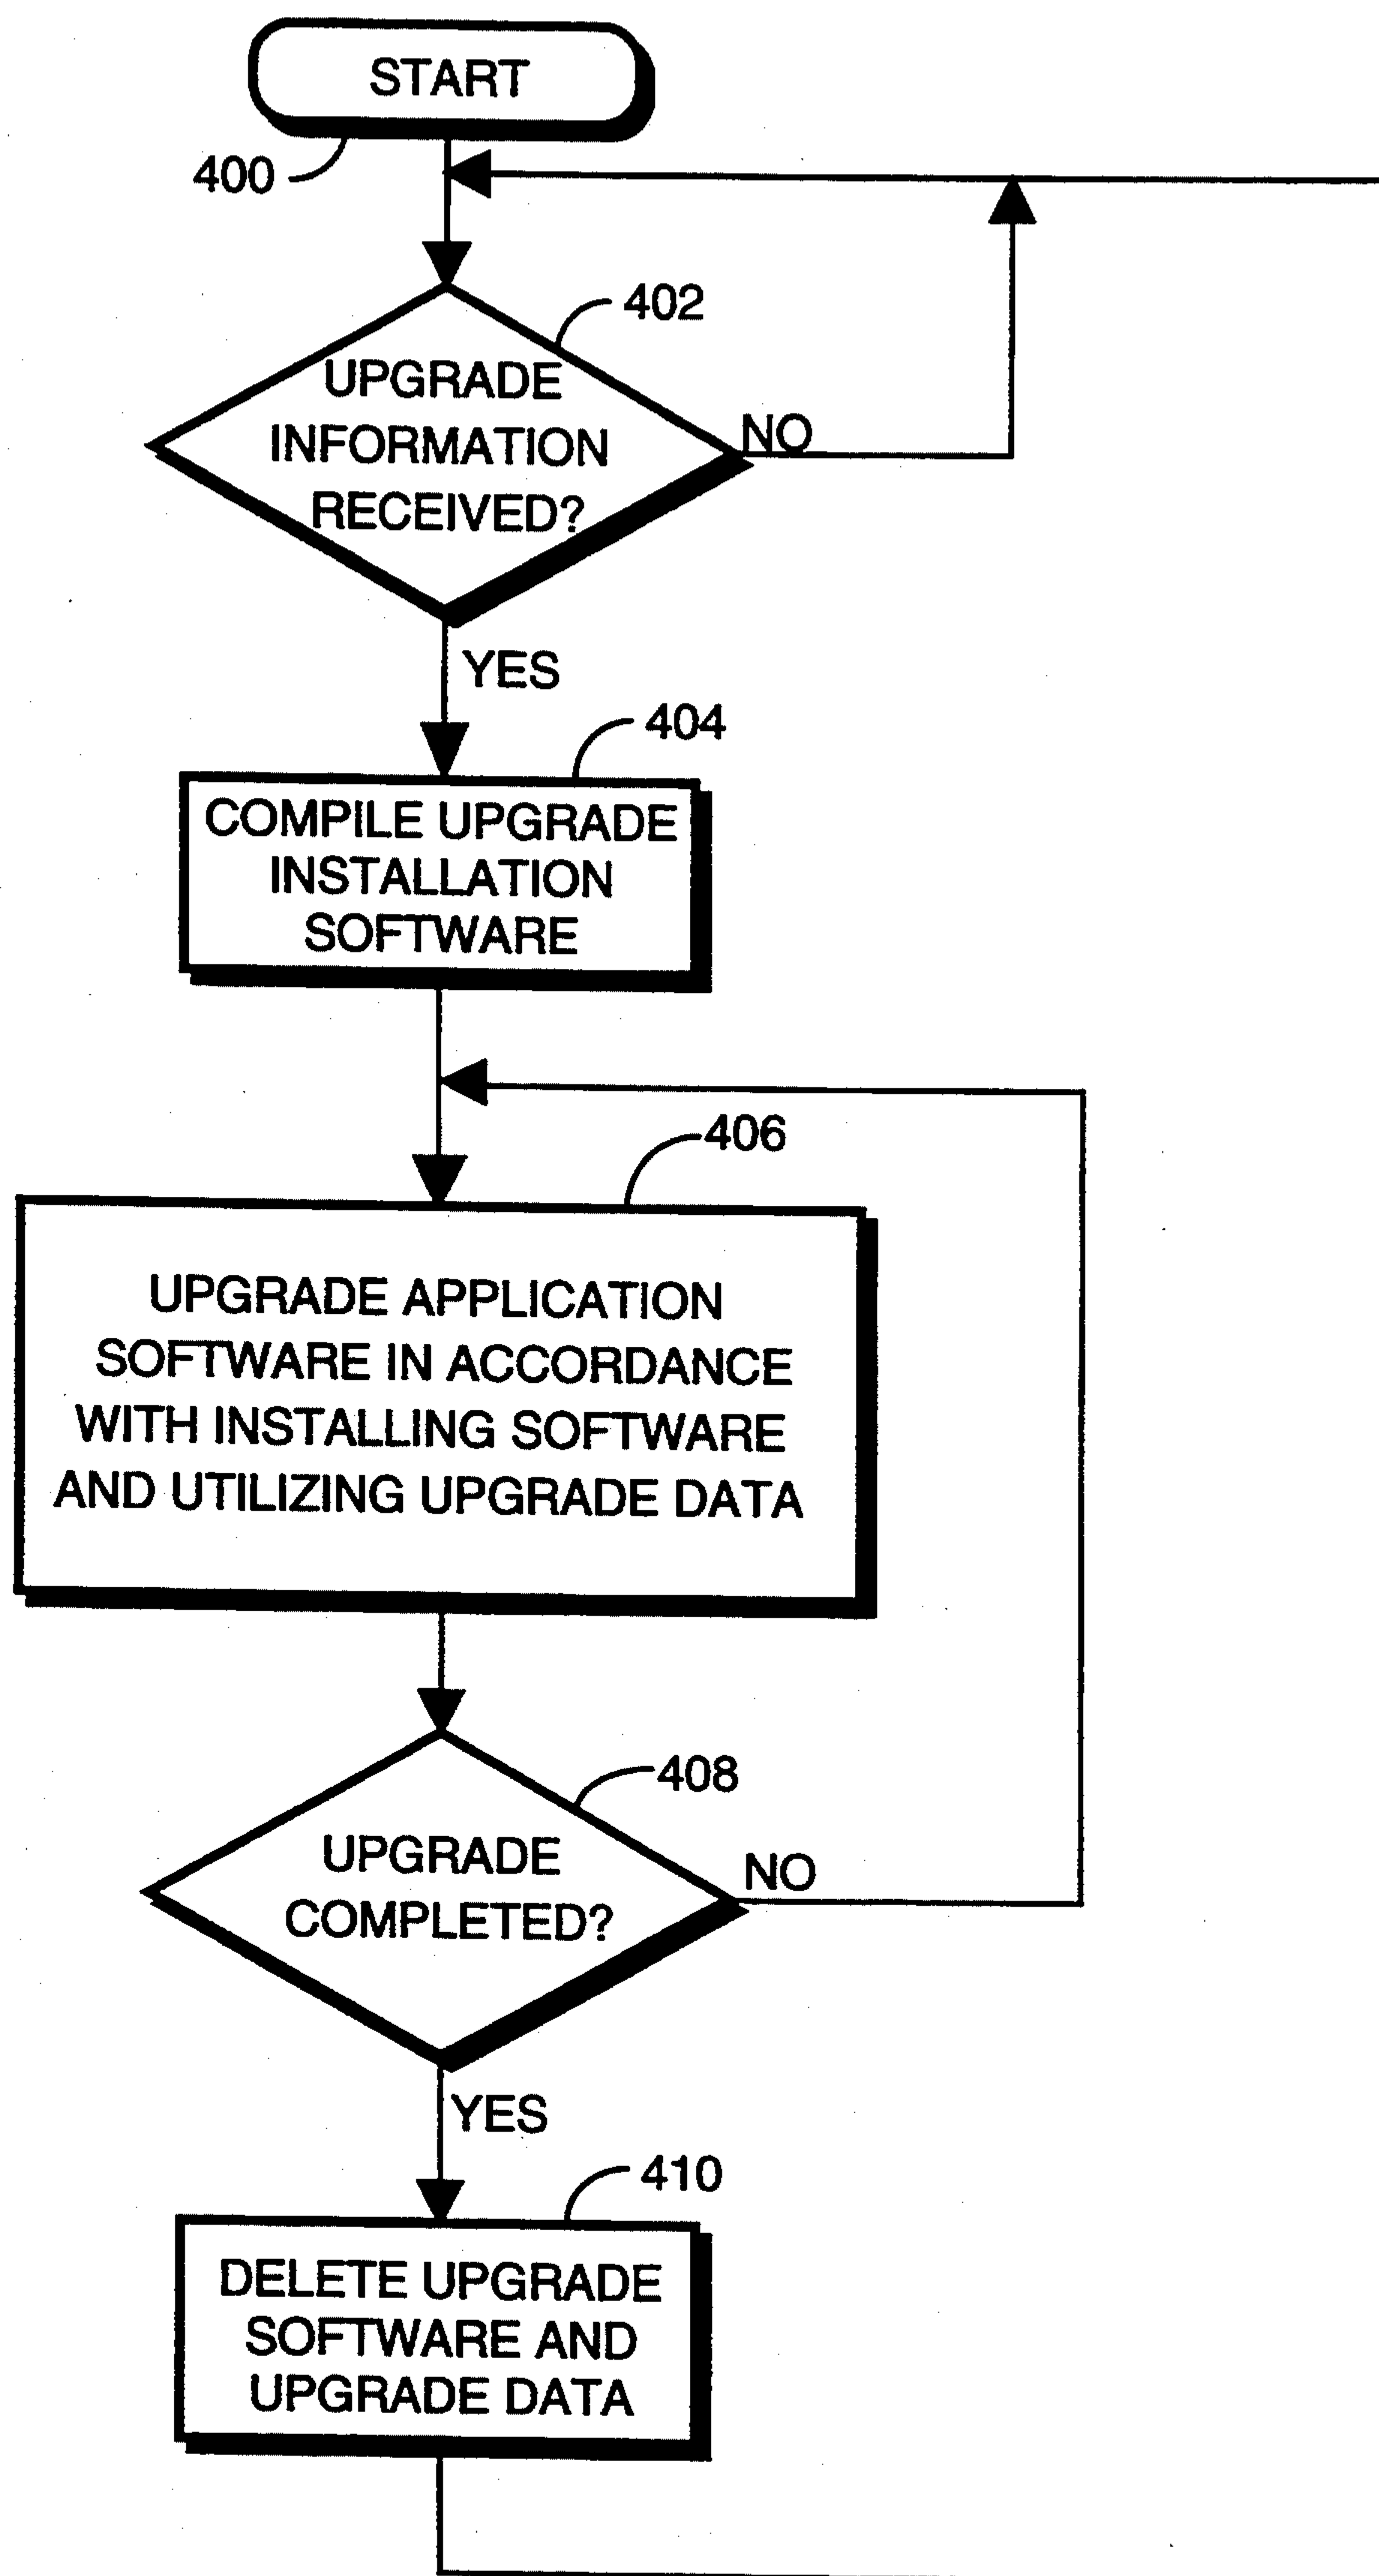 START
400
402
UPGRADE
INFORMATION
RECEIVED?
NO
YES
404
COMPILE UPGRADE
INSTALLATION
SOFTWARE
406
UPGRADE APPLICATION
SOFTWARE IN ACCORDANCE
WITH INSTALLING SOFTWARE
AND UTILIZING UPGRADE DATA
408
UPGRADE
COMPLETED?
NO
YES
410
DELETE UPGRADE
SOFTWARE AND
UPGRADE DATA